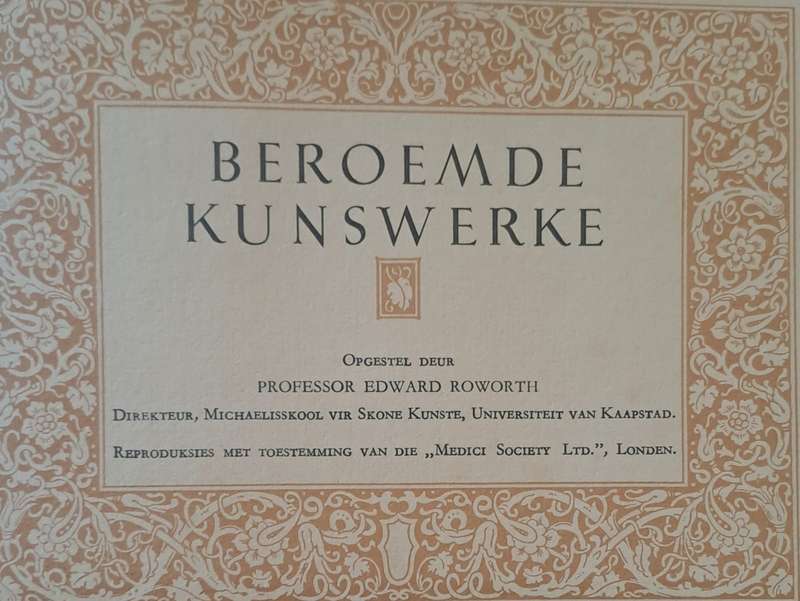 BEROEMDE
KUNSWERKE
OPGESTEL DEUR
PROFESSOR EDWARD ROWORTH
DIREKTEUR, MICHAELISSKOOL VIR SKONE KUNSTE, UNIVERSITEIT VAN KAAPSTAD.
REPRODUKSIES MET TOESTEMMING VAN DIE „MEDICI SOCIETY LTD.”, LONDEN.